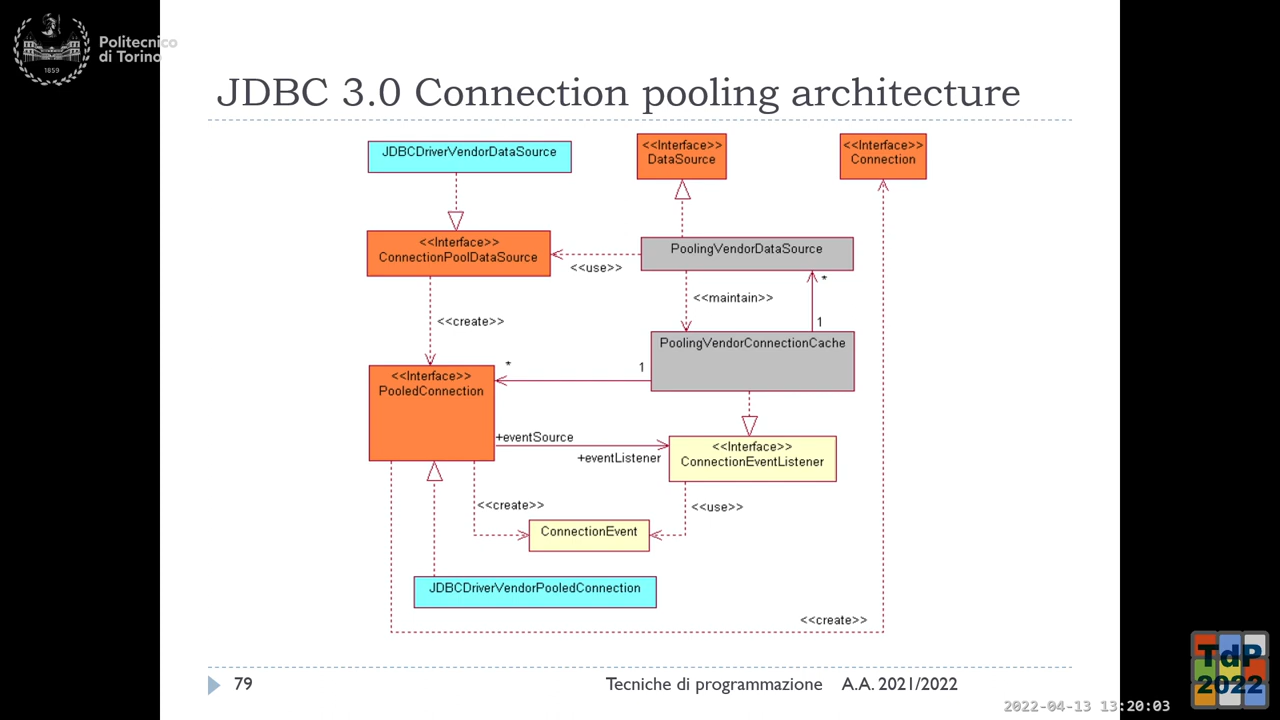 Politecnico
di Torino
1859
JDBC 3.0 Connection pooling architecture
JDBCDriverVendorDataSource
<<Interface>>
DataSource
<<Interface>>
Connection
<<Interface>>
ConnectionPoolDataSource
<<use>>
PoolingVendorDataSource
<<create>>
<<maintain>>
*
1
PoolingVendorConnectionCache
<<Interface>>
PooledConnection
*
1
+eventSource
+eventListener
<<Interface>>
ConnectionEventListener
<<create>>
<<use>>
ConnectionEvent
JDBCDriverVendorPooledConnection
<<create>>
79
Tecniche di programmazione A.A. 2021/2022
TdP
2022
2022-04-13 13:20:03